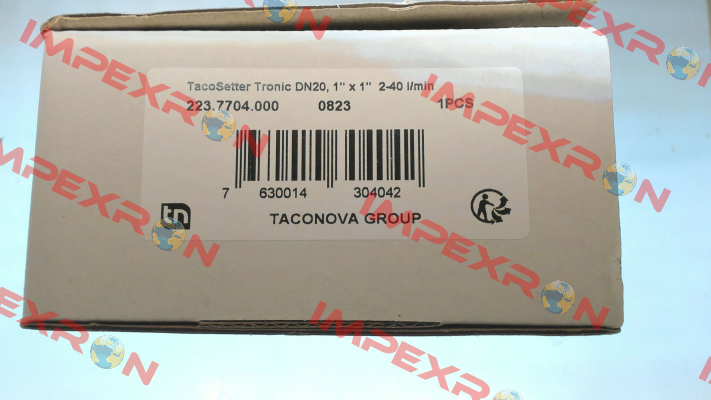 TacoSetter Tronic DN20, 1" x 1" 2-40 l/min
223.7704.000 0823 1PCS
7 630014 304042
TACONOVA GROUP
IMPEXRON
IMPEXRON
IMPEXRON
IMPEXRON
IMPEXRON
IMPEXRON